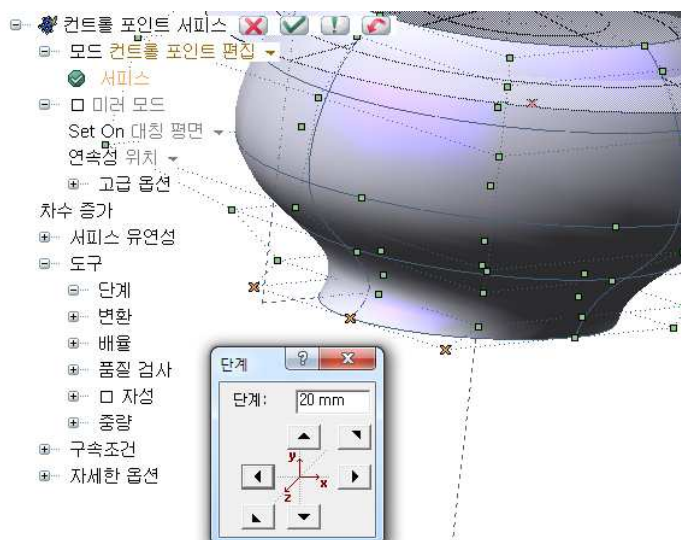 컨트롤 포인트 서피스
모드 컨트롤 포인트 편집
서피스
미러 모드
Set On 대칭 평면
연속성 위치
고급 옵션
차수 증가
서피스 유연성
도구
단계
변환
배율
품질 검사
자성
중량
구속조건
자세한 옵션
단계
단계: 20 mm
y
x
z